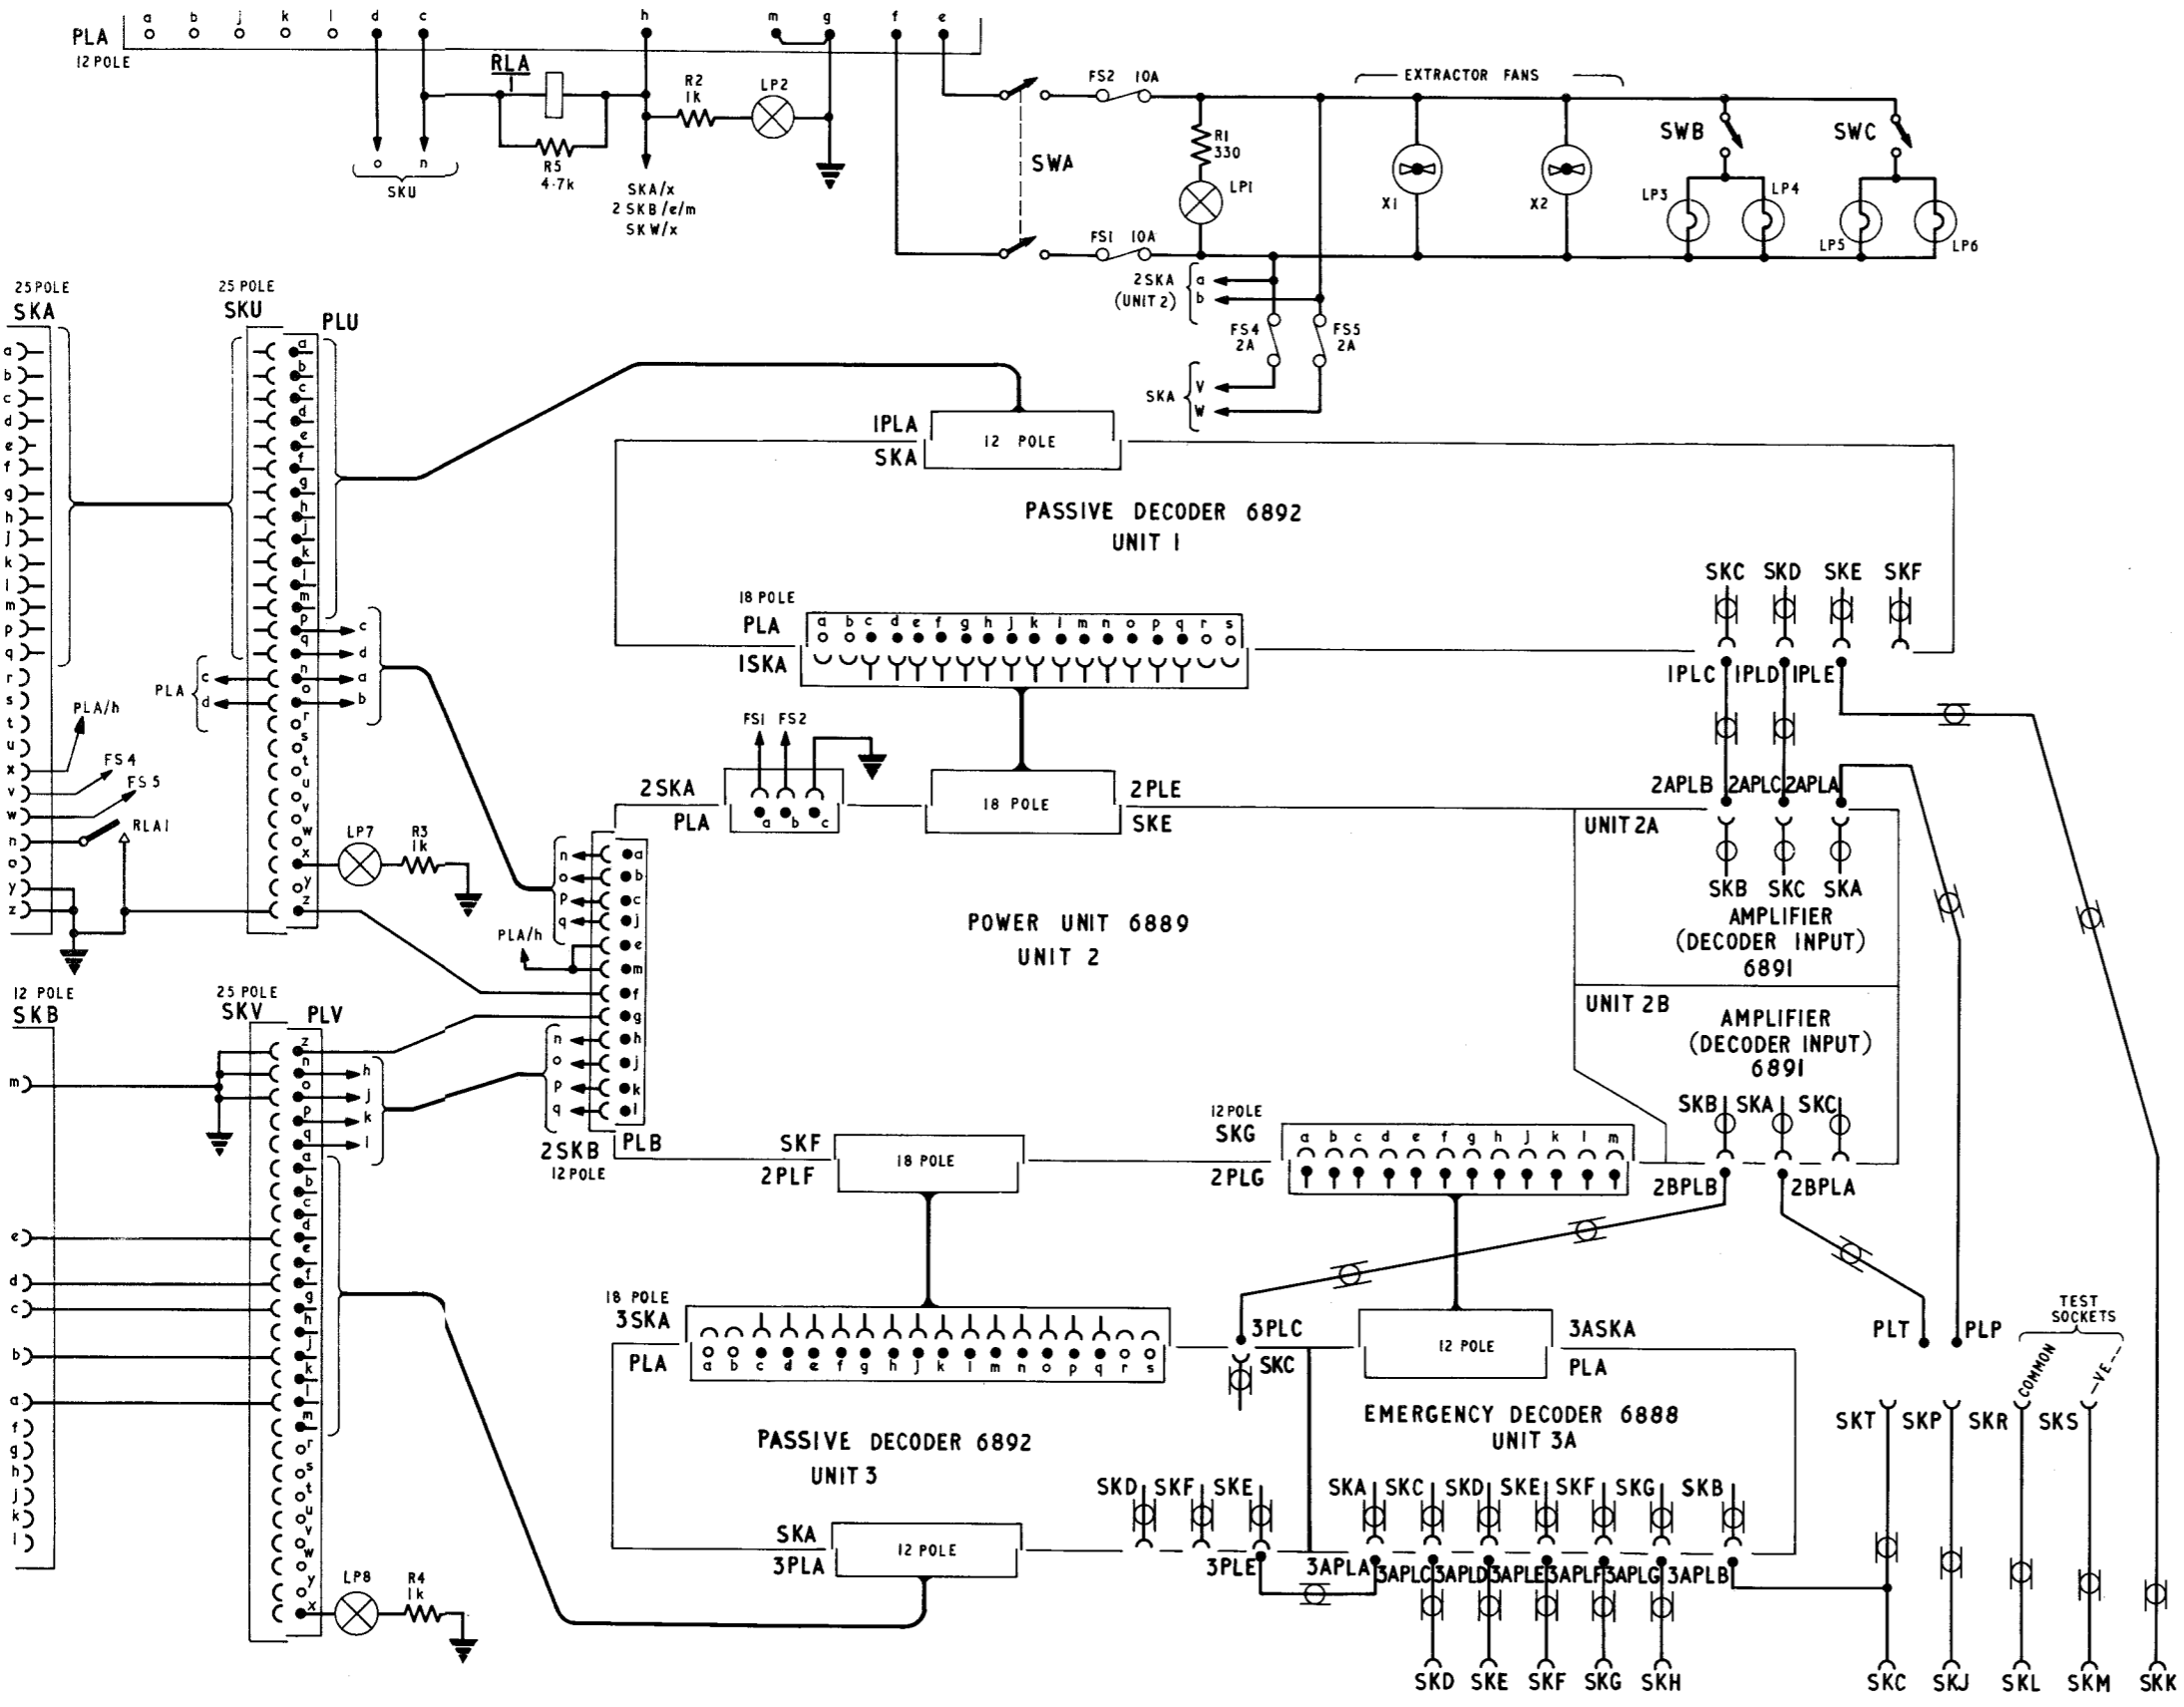 a b j k l d c h m g f e
PLA
12 POLE
RLA
R5
4·7k
o n
SKU
R2
1k
LP2
SKA/x
2 SKB/e/m
SKW/x
SWA
FS2 10A
FS1 10A
R1
330
LP1
EXTRACTOR FANS
X1
X2
SWB
SWC
LP3
LP4
LP5
LP6
2SKA
(UNIT 2)
a
b
FS4
2A
FS5
2A
SKA
V
W
25 POLE
SKA
a
b
c
d
e
f
g
h
j
k
l
m
p
q
r
s
t
u
x
v
w
n
o
y
z
PLA/h
FS4
FS5
RLA1
25 POLE
SKU
PLU
a
b
c
d
e
f
g
h
j
k
l
m
p
q
n
o
r
s
t
u
v
w
x
y
z
PLA
c
d
c
d
a
b
LP7
R3
1k
1PLA
SKA
12 POLE
PASSIVE DECODER 6892
UNIT 1
18 POLE
PLA
a b c d e f g h j k l m n o p q r s
1SKA
SKC SKD SKE SKF
1PLC 1PLD 1PLE
FS1 FS2
2SKA
PLA
a b c
18 POLE
2PLE
SKE
UNIT 2A
2APLB 2APLC 2APLA
SKB SKC SKA
AMPLIFIER
(DECODER INPUT)
6891
POWER UNIT 6889
UNIT 2
n
o
p
q
PLA/h
n
o
p
q
a
b
c
j
e
m
f
g
h
j
k
l
2SKB
12 POLE
PLB
UNIT 2B
AMPLIFIER
(DECODER INPUT)
6891
SKB SKA SKC
2BPLB 2BPLA
12 POLE
SKB
m
e
d
c
b
a
f
g
h
j
k
l
25 POLE
SKV
PLV
z
n
o
p
q
a
b
c
d
e
f
g
h
j
k
l
m
r
s
t
u
v
w
y
x
h
j
k
l
LP8
R4
1k
SKF
2PLF
18 POLE
12 POLE
SKG
2PLG
a b c d e f g h j k l m
18 POLE
3SKA
PLA
a b c d e f g h j k l m n o p q r s
3PLC
SKC
12 POLE
3ASKA
PLA
PASSIVE DECODER 6892
UNIT 3
EMERGENCY DECODER 6888
UNIT 3A
SKA
3PLA
12 POLE
SKD SKF SKE
3PLE
SKA SKC SKD SKE SKF SKG SKB
3APLA 3APLC 3APLD 3APLE 3APLF 3APLG 3APLB
SKD SKE SKF SKG SKH
PLT PLP
TEST
SOCKETS
COMMON
-VE
SKT SKP SKR SKS
SKC SKJ SKL SKM SKK